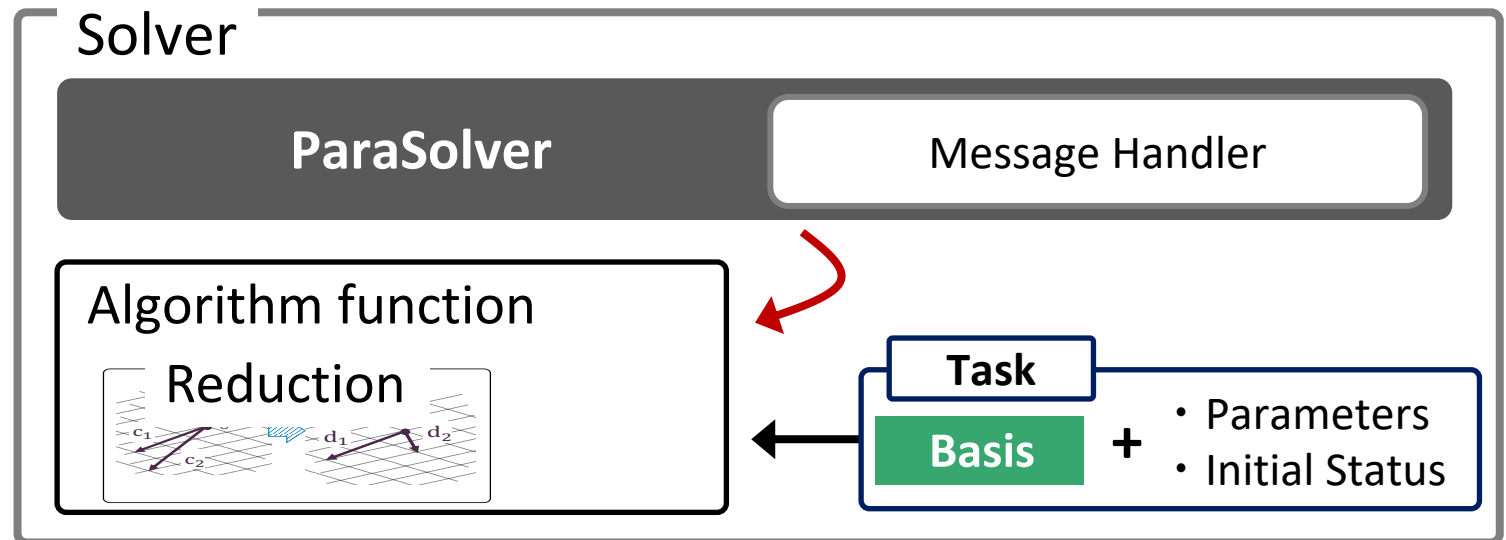 Solver
ParaSolver
Message Handler
Algorithm function
Reduction
c₁
c₂
d₁
d₂
Task
Basis
+
・Parameters
・Initial Status